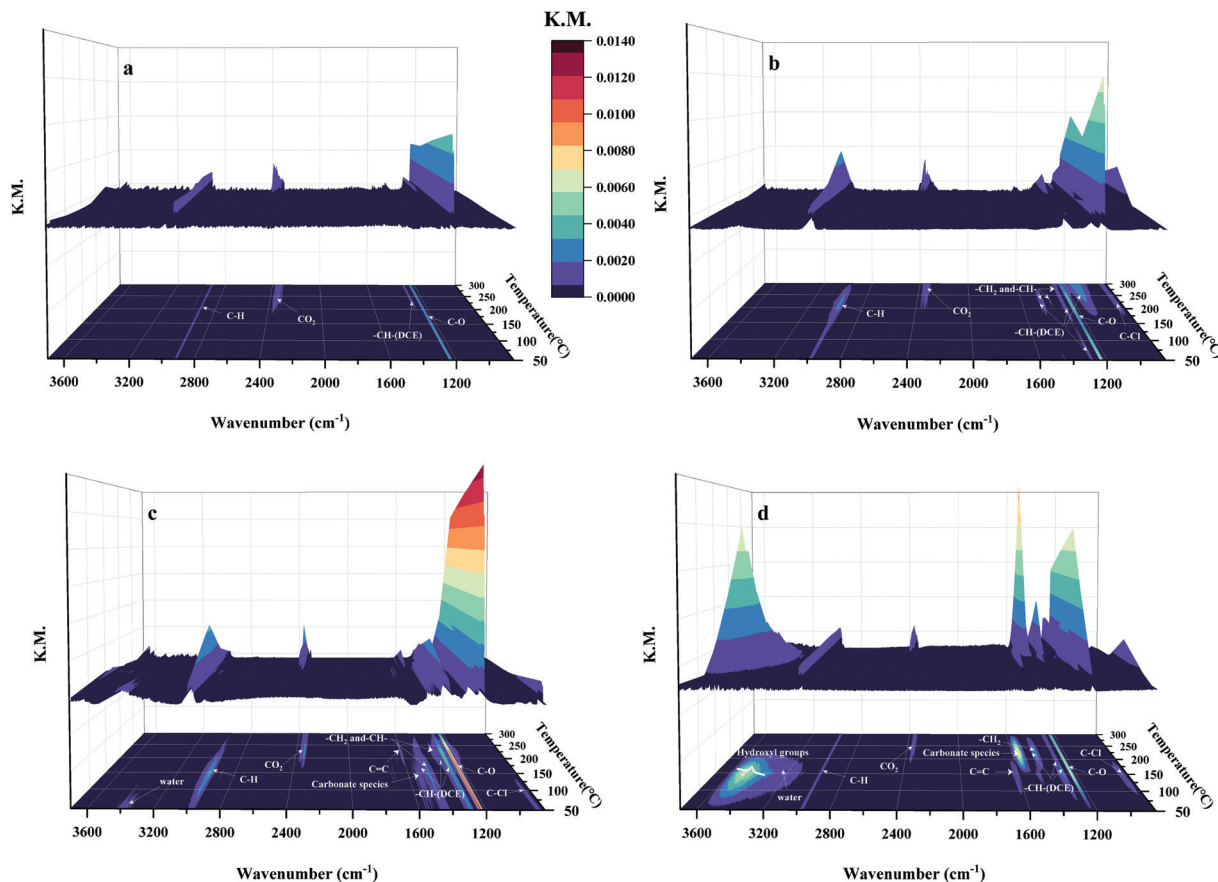 K.M.
0.0140
0.0120
0.0100
0.0080
0.0060
0.0040
0.0020
0.0000
a
K.M.
C-H
CO2
-CH-(DCE)
C-O
300
250
200
150
100
50
Temperature(°C)
3600 3200 2800 2400 2000 1600 1200
Wavenumber (cm-1)
b
K.M.
C-H
CO2
-CH2 and-CH-
-CH-(DCE)
C-O
C-Cl
300
250
200
150
100
50
Temperature(°C)
3600 3200 2800 2400 2000 1600 1200
Wavenumber (cm-1)
c
K.M.
water
C-H
CO2
-CH2 and-CH-
C=C
Carbonate species
-CH-(DCE)
C-O
C-Cl
300
250
200
150
100
50
Temperature(°C)
3600 3200 2800 2400 2000 1600 1200
Wavenumber (cm-1)
d
K.M.
Hydroxyl groups
water
C-H
CO2
-CH2
Carbonate species
C=C
-CH-(DCE)
C-Cl
C-O
300
250
200
150
100
50
Temperature(°C)
3600 3200 2800 2400 2000 1600 1200
Wavenumber (cm-1)